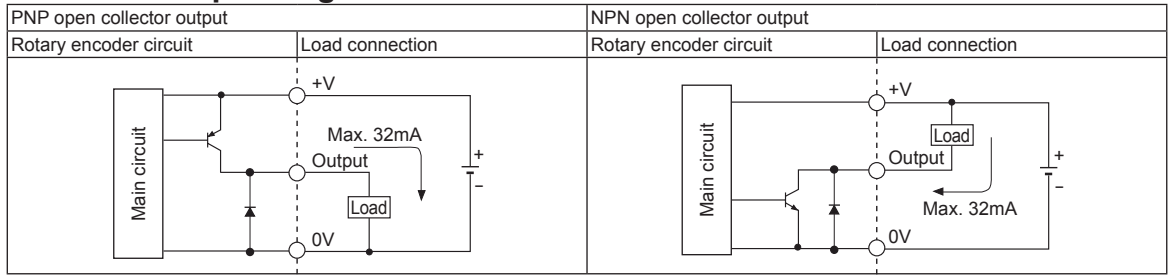 PNP open collector output
Rotary encoder circuit
Load connection
Main circuit
+V
Max. 32mA
Output
+
−
Load
0V
NPN open collector output
Rotary encoder circuit
Load connection
Main circuit
+V
Load
Output
+
−
Max. 32mA
0V